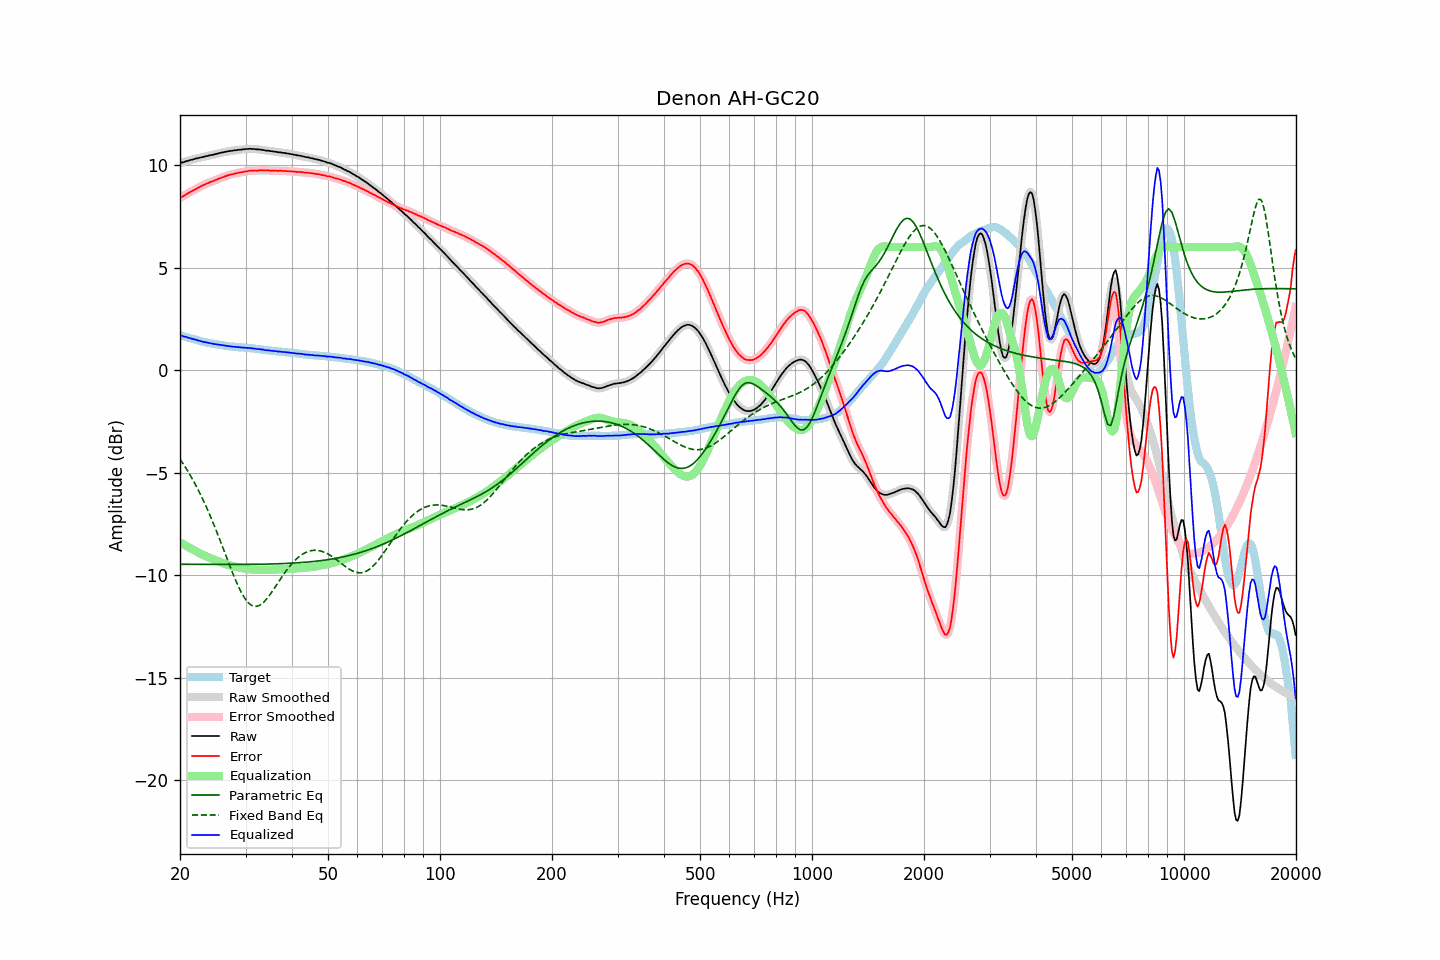 Denon AH-GC20
Amplitude (dBr)
10
5
0
−5
−10
−15
−20
Target
Raw Smoothed
Error Smoothed
Raw
Error
Equalization
Parametric Eq
Fixed Band Eq
Equalized
20 50 100 200 500 1000 2000 5000 10000 20000
Frequency (Hz)